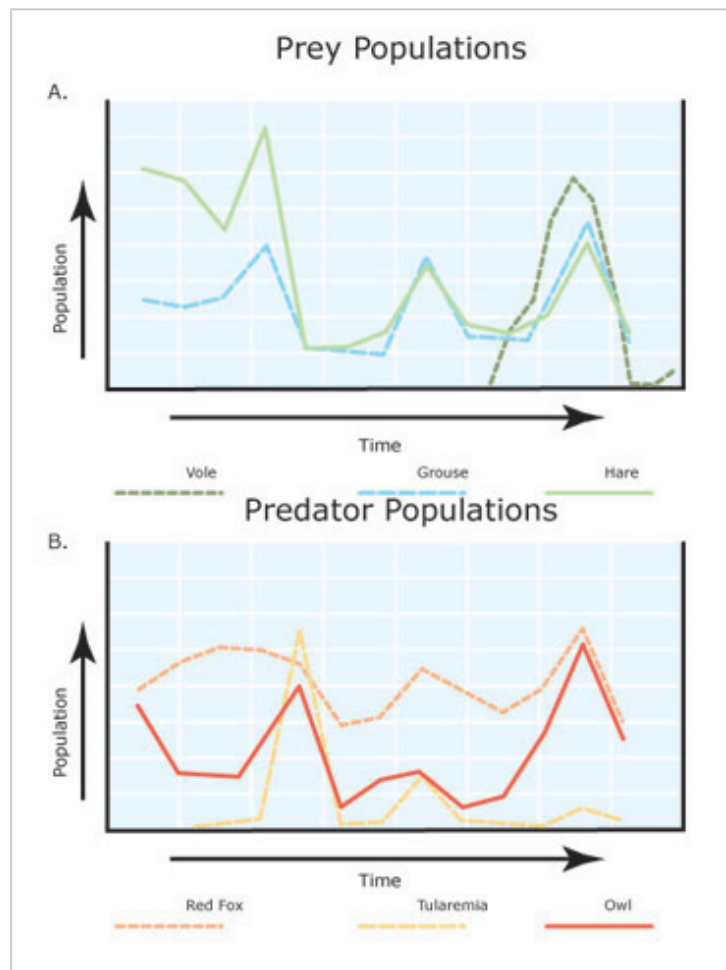 Prey Populations
A.
Population
Time
Vole Grouse Hare
Predator Populations
B.
Population
Time
Red Fox Tularemia Owl